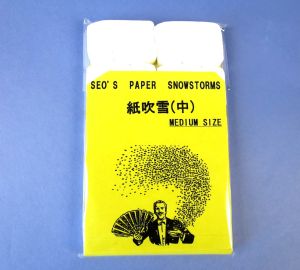 SEO'S PAPER SNOWSTORMS
紙吹雪(中)
MEDIUM SIZE